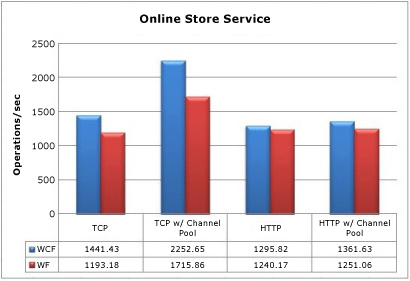 Online Store Service
Operations/sec
2500
2000
1500
1000
500
0
TCP
TCP w/ Channel
Pool
HTTP
HTTP w/ Channel
Pool
WCF 1441.43 2252.65 1295.82 1361.63
WF 1193.18 1715.86 1240.17 1251.06